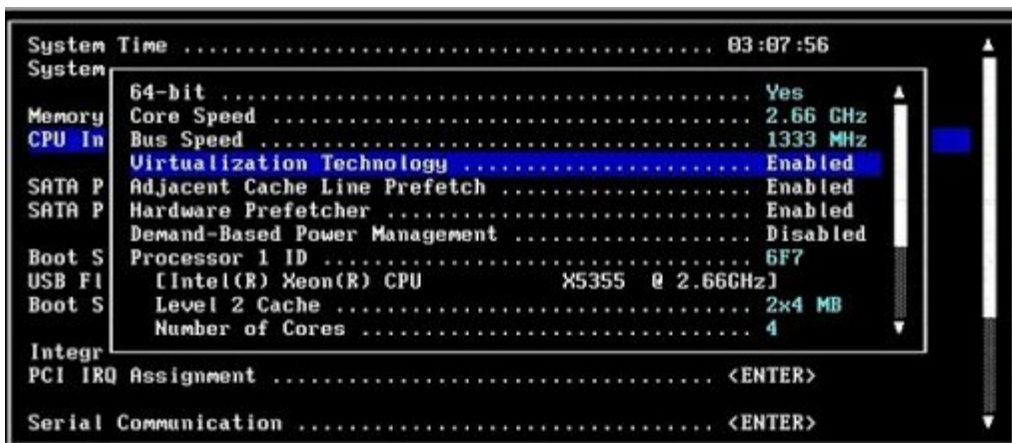 System Time ............................................ 03:07:56
System
64-bit ......................................... Yes
Memory
Core Speed ..................................... 2.66 GHz
CPU In
Bus Speed ...................................... 1333 MHz
Virtualization Technology ...................... Enabled
SATA P
Adjacent Cache Line Prefetch ................... Enabled
SATA P
Hardware Prefetcher ............................ Enabled
Demand-Based Power Management .................. Disabled
Boot S
Processor 1 ID ................................. 6F7
USB Fl
[Intel(R) Xeon(R) CPU X5355 @ 2.66GHz]
Boot S
Level 2 Cache .................................. 2x4 MB
Number of Cores ................................ 4
Integr
PCI IRQ Assignment ..................................... <ENTER>
Serial Communication ................................... <ENTER>